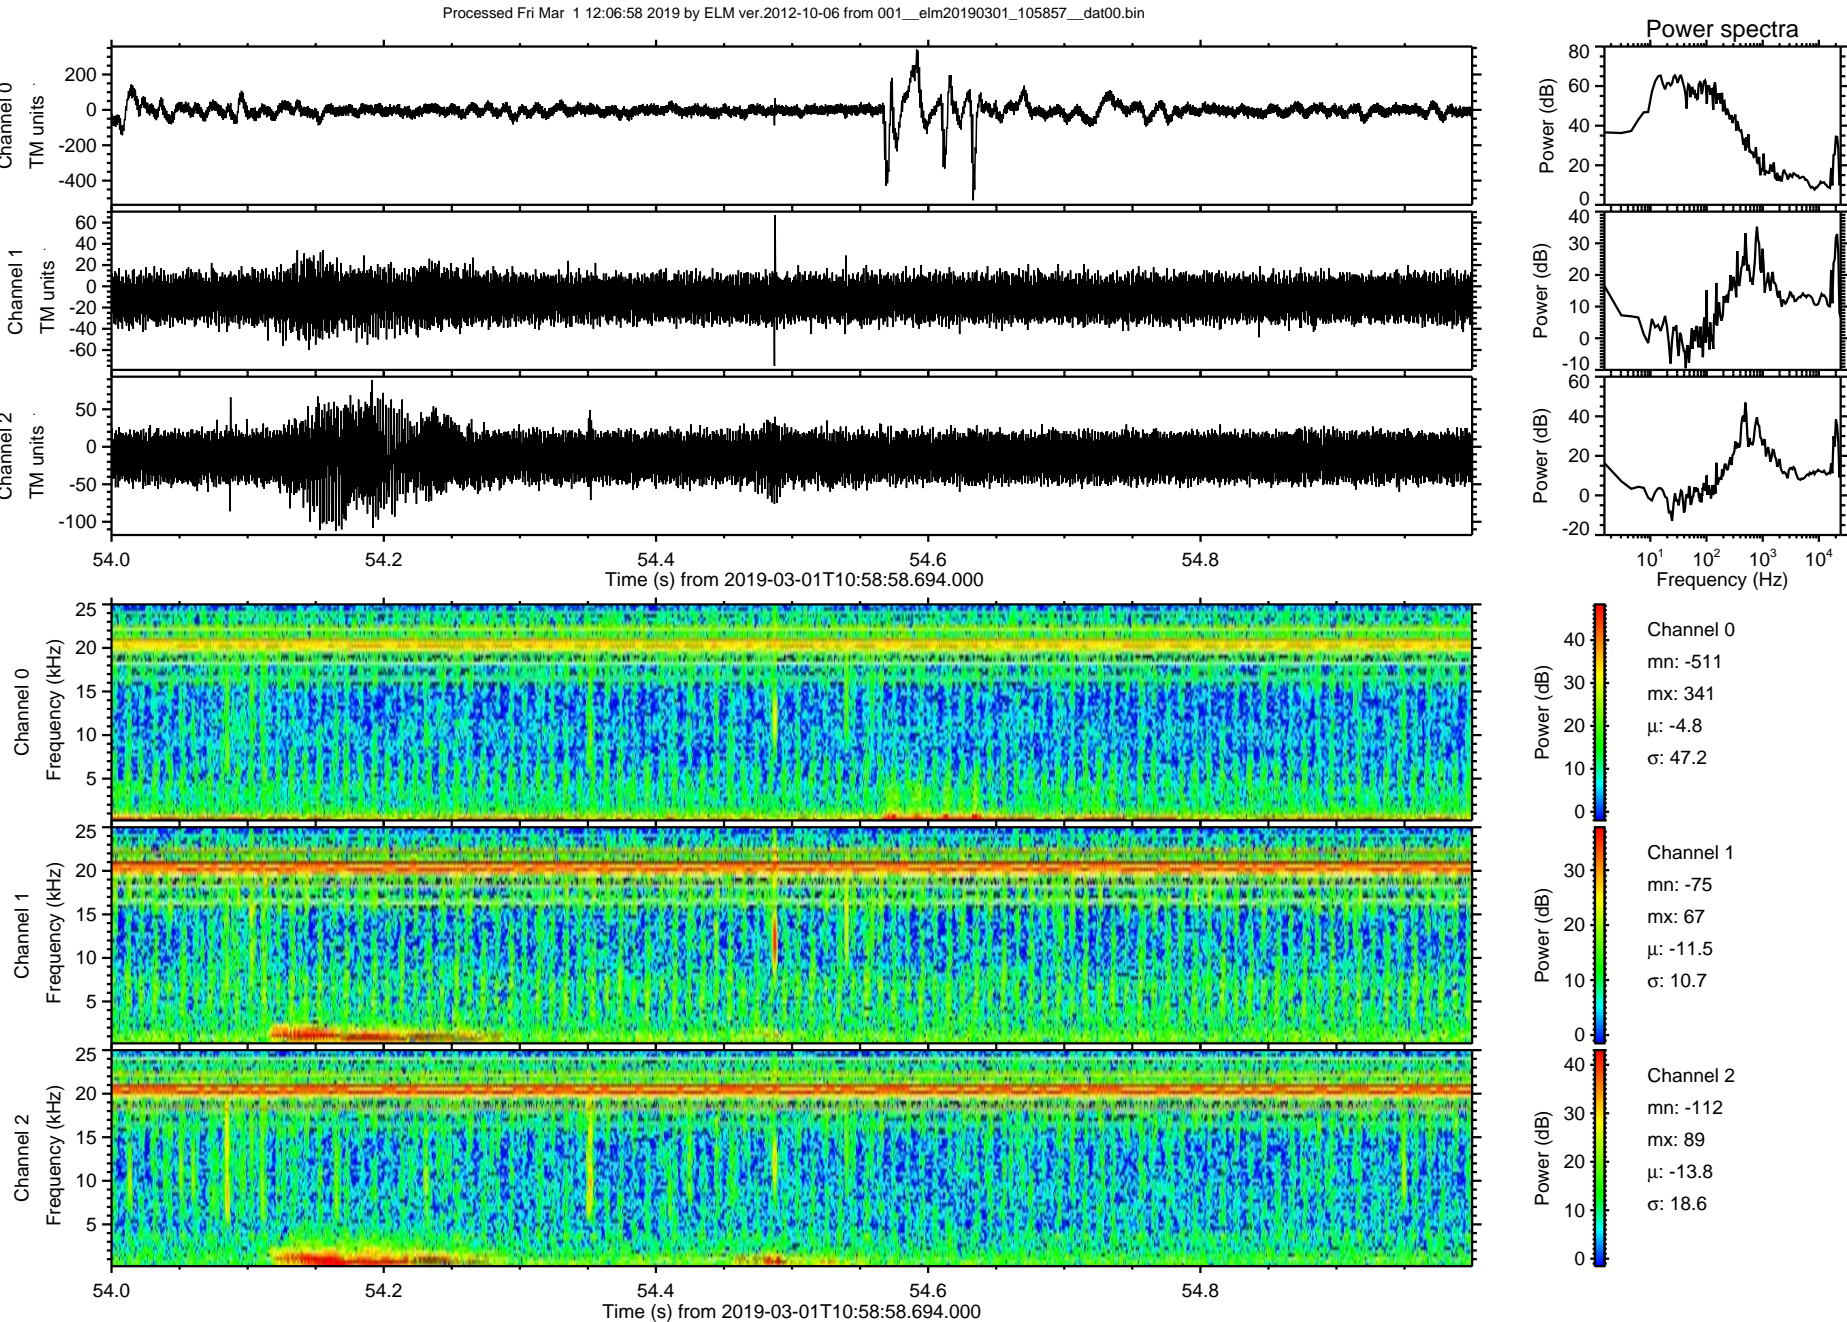 Processed Fri Mar 1 12:06:58 2019 by ELM ver.2012-10-06 from 001__elm20190301_105857__dat00.bin
Power spectra
Channel 0
TM units
200
0
-200
-400
Power (dB)
80
60
40
20
0
Channel 1
TM units
60
40
20
0
-20
-40
-60
Power (dB)
40
30
20
10
0
-10
Channel 2
TM units
50
0
-50
-100
Power (dB)
60
40
20
0
-20
54.0 54.2 54.4 54.6 54.8
Time (s) from 2019-03-01T10:58:58.694.000
10^1 10^2 10^3 10^4
Frequency (Hz)
Channel 0
Frequency (kHz)
25
20
15
10
5
Power (dB)
40
30
20
10
0
Channel 0
mn: -511
mx: 341
μ: -4.8
σ: 47.2
Channel 1
Frequency (kHz)
25
20
15
10
5
Power (dB)
30
20
10
0
Channel 1
mn: -75
mx: 67
μ: -11.5
σ: 10.7
Channel 2
Frequency (kHz)
25
20
15
10
5
Power (dB)
40
30
20
10
0
Channel 2
mn: -112
mx: 89
μ: -13.8
σ: 18.6
54.0 54.2 54.4 54.6 54.8
Time (s) from 2019-03-01T10:58:58.694.000